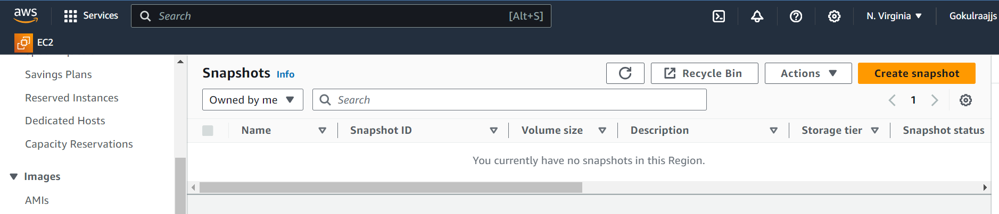 aws
Services
Search
[Alt+S]
N. Virginia
Gokulraajjs
EC2
Savings Plans
Reserved Instances
Dedicated Hosts
Capacity Reservations
Images
AMIs
Snapshots Info
Recycle Bin
Actions
Create snapshot
Owned by me
Search
1
Name
Snapshot ID
Volume size
Description
Storage tier
Snapshot status
You currently have no snapshots in this Region.